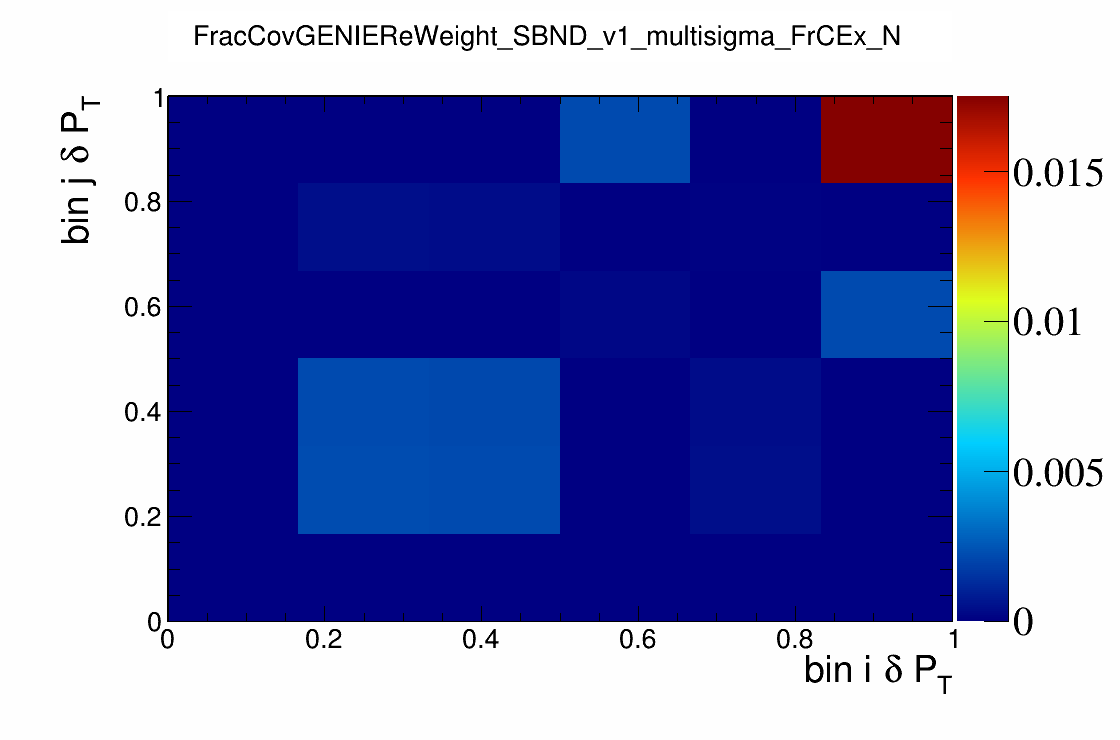 FracCovGENIEReWeight_SBND_v1_multisigma_FrCEx_N
bin j δ P_T
1
0.8
0.6
0.4
0.2
0
0 0.2 0.4 0.6 0.8 1
bin i δ P_T
0.015
0.01
0.005
0